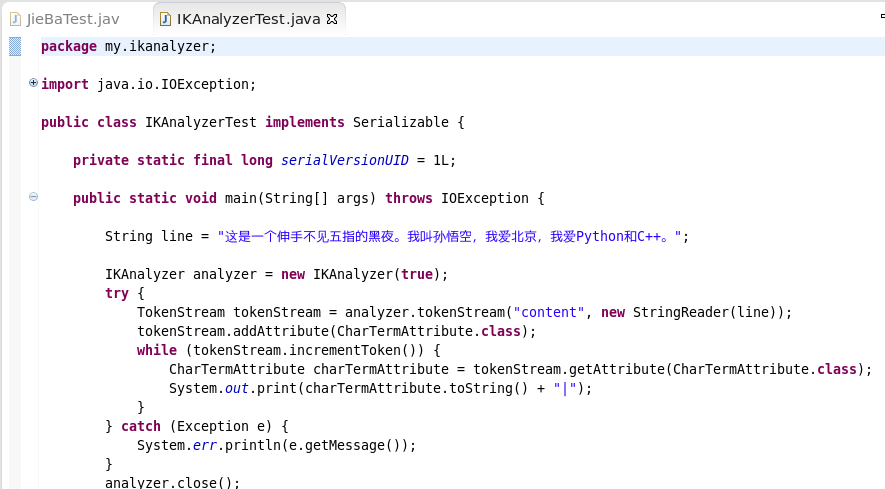 JieBaTest.jav
IKAnalyzerTest.java
package my.ikanalyzer;
import java.io.IOException;
public class IKAnalyzerTest implements Serializable {
private static final long serialVersionUID = 1L;
public static void main(String[] args) throws IOException {
String line = "这是一个伸手不见五指的黑夜。我叫孙悟空，我爱北京，我爱Python和C++。";
IKAnalyzer analyzer = new IKAnalyzer(true);
try {
TokenStream tokenStream = analyzer.tokenStream("content", new StringReader(line));
tokenStream.addAttribute(CharTermAttribute.class);
while (tokenStream.incrementToken()) {
CharTermAttribute charTermAttribute = tokenStream.getAttribute(CharTermAttribute.class);
System.out.print(charTermAttribute.toString() + "|");
}
} catch (Exception e) {
System.err.println(e.getMessage());
}
analyzer.close();